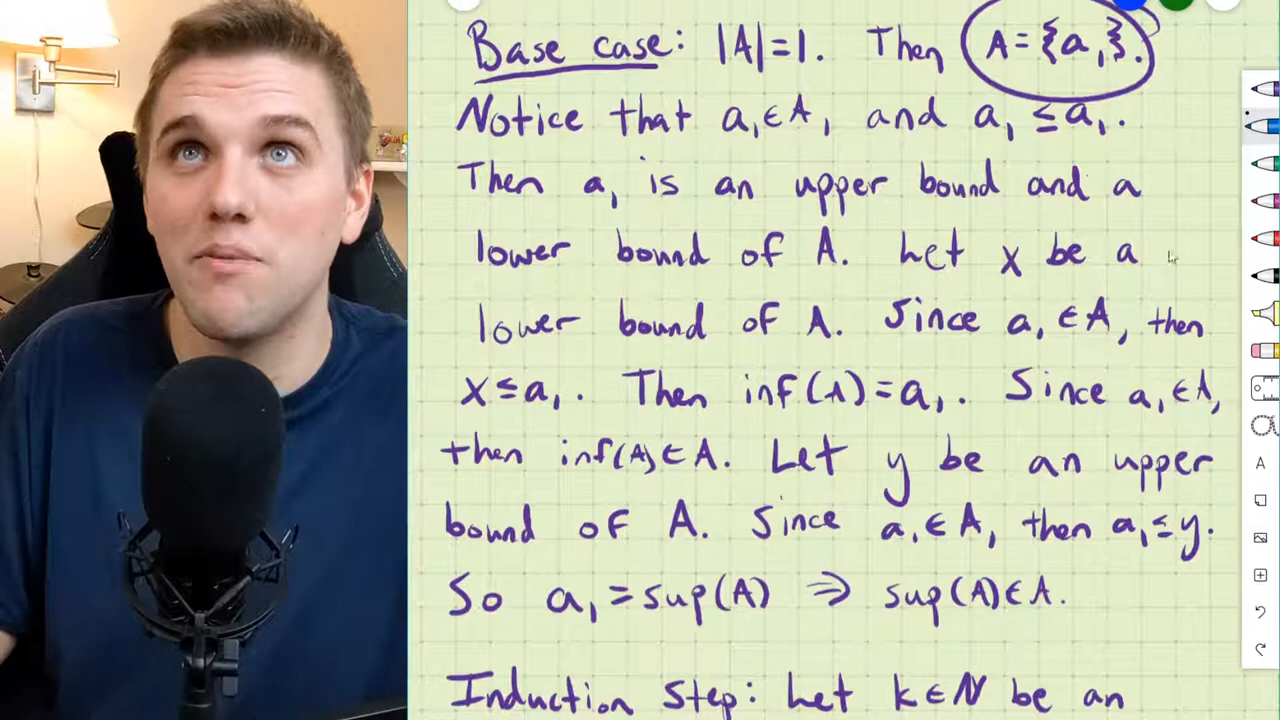 Base case: |A|=1. Then A={a₁}.
Notice that a₁∈A, and a₁≤a₁.
Then a₁ is an upper bound and a
lower bound of A. Let x be a
lower bound of A. Since a₁∈A, then
x≤a₁. Then inf(A)=a₁. Since a₁∈A,
then inf(A)∈A. Let y be an upper
bound of A. Since a₁∈A, then a₁≤y.
So a₁=sup(A) ⇒ sup(A)∈A.
Induction Step: Let k∈N be an
A